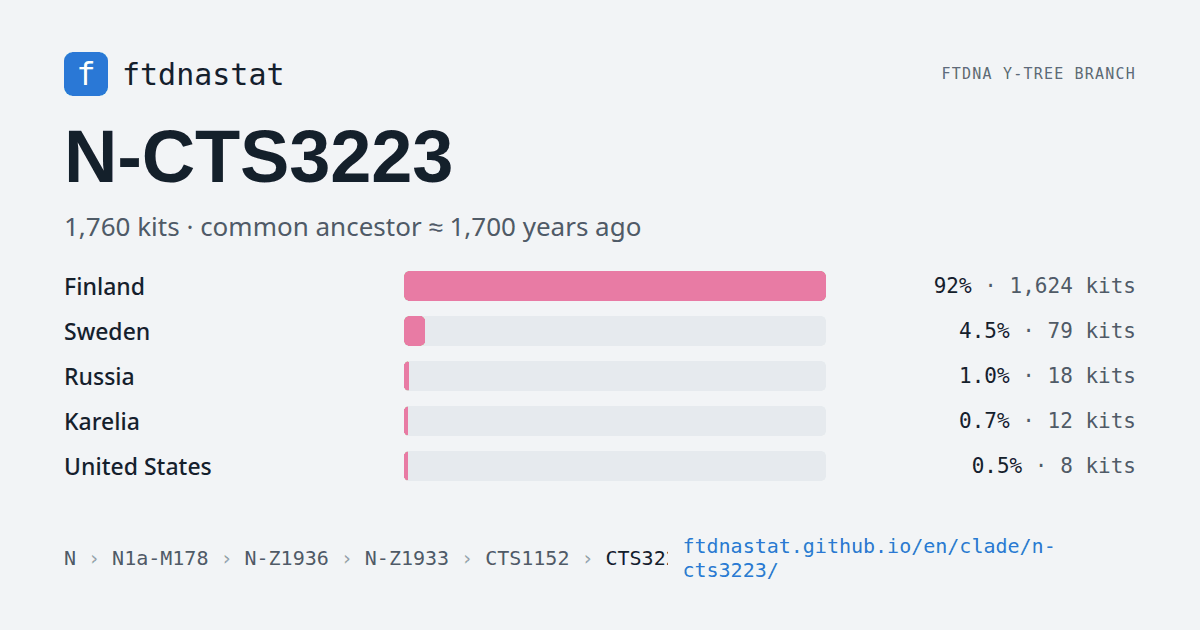 f ftdnastat
FTDNA Y-TREE BRANCH
N-CTS3223
1,760 kits · common ancestor ≈ 1,700 years ago
Finland 92% · 1,624 kits
Sweden 4.5% · 79 kits
Russia 1.0% · 18 kits
Karelia 0.7% · 12 kits
United States 0.5% · 8 kits
N › N1a-M178 › N-Z1936 › N-Z1933 › CTS1152 › CTS32
ftdnastat.github.io/en/clade/n-
cts3223/